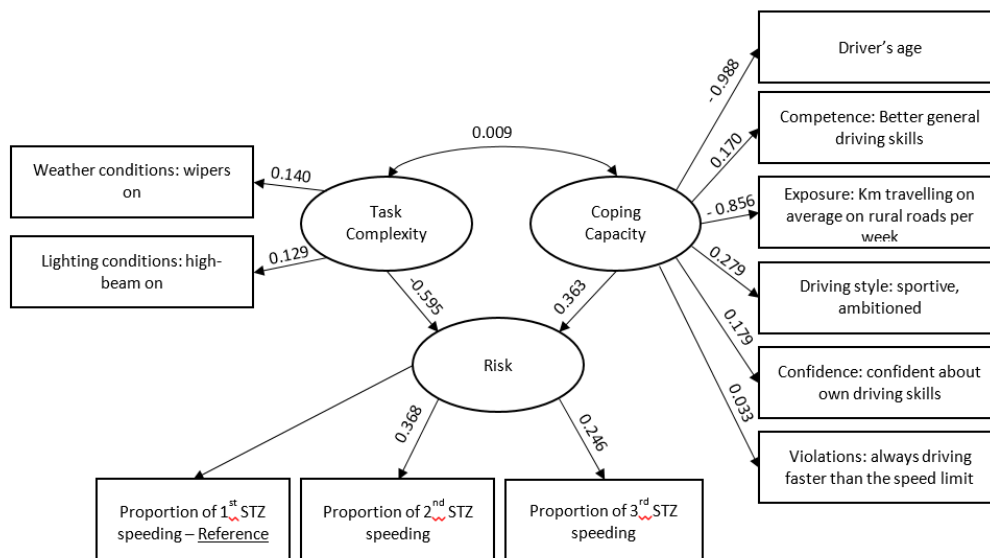 Driver's age
- 0.988
0.009
Competence: Better general
driving skills
0.170
Weather conditions: wipers
on
0.140
Task
Complexity
Coping
Capacity
- 0.856
Exposure: Km travelling on
average on rural roads per
week
Lighting conditions: high-
beam on
0.129
0.279
Driving style: sportive,
ambitioned
-0.595
0.363
0.179
Risk
Confidence: confident about
own driving skills
0.033
0.368
0.246
Violations: always driving
faster than the speed limit
Proportion of 1st STZ
speeding – Reference
Proportion of 2nd STZ
speeding
Proportion of 3rd STZ
speeding